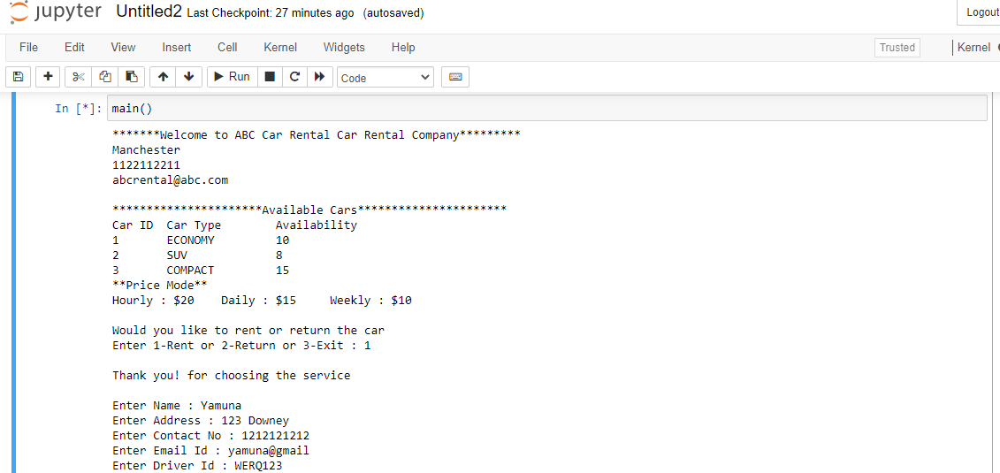 jupyter Untitled2 Last Checkpoint: 27 minutes ago (autosaved)
Logout
File Edit View Insert Cell Kernel Widgets Help
Trusted
Kernel
Run
Code
In [*]: main()
*******Welcome to ABC Car Rental Car Rental Company*********
Manchester
1122112211
abcrental@abc.com
**********************Available Cars**********************
Car ID Car Type Availability
1 ECONOMY 10
2 SUV 8
3 COMPACT 15
**Price Mode**
Hourly : $20 Daily : $15 Weekly : $10
Would you like to rent or return the car
Enter 1-Rent or 2-Return or 3-Exit : 1
Thank you! for choosing the service
Enter Name : Yamuna
Enter Address : 123 Downey
Enter Contact No : 1212121212
Enter Email Id : yamuna@gmail
Enter Driver Id : WERQ123